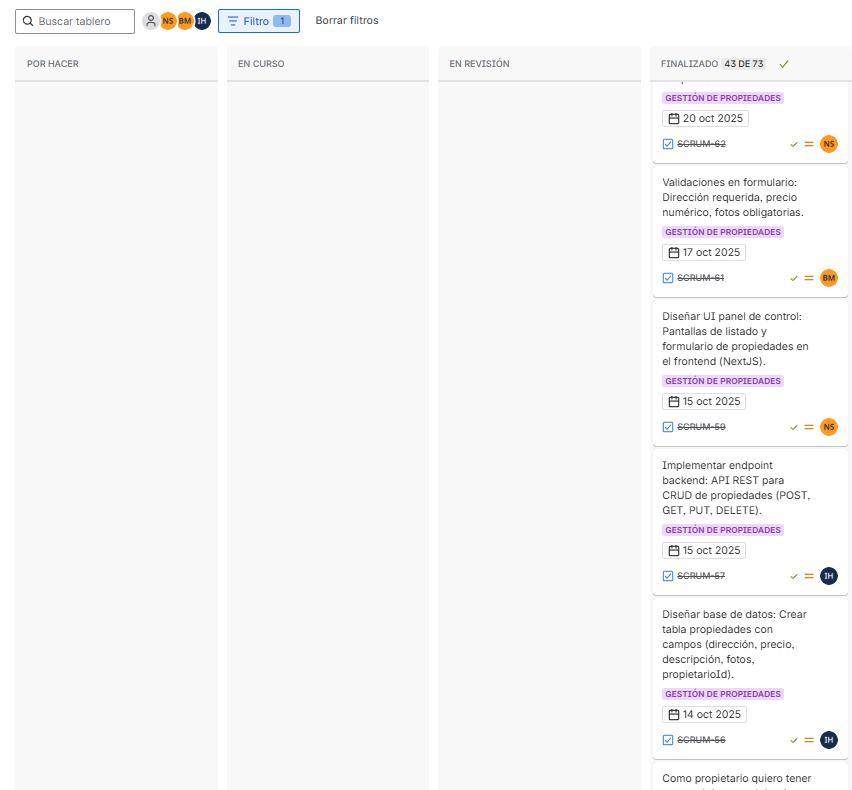 Buscar tablero
NS
BM
IH
Filtro 1
Borrar filtros
POR HACER
EN CURSO
EN REVISIÓN
FINALIZADO 43 DE 73
GESTIÓN DE PROPIEDADES
20 oct 2025
SCRUM-62
NS
Validaciones en formulario:
Dirección requerida, precio
numérico, fotos obligatorias.
GESTIÓN DE PROPIEDADES
17 oct 2025
SCRUM-61
BM
Diseñar UI panel de control:
Pantallas de listado y
formulario de propiedades en
el frontend (NextJS).
GESTIÓN DE PROPIEDADES
15 oct 2025
SCRUM-59
NS
Implementar endpoint
backend: API REST para
CRUD de propiedades (POST,
GET, PUT, DELETE).
GESTIÓN DE PROPIEDADES
15 oct 2025
SCRUM-57
IH
Diseñar base de datos: Crear
tabla propiedades con
campos (dirección, precio,
descripción, fotos,
propietarioId).
GESTIÓN DE PROPIEDADES
14 oct 2025
SCRUM-56
IH
Como propietario quiero tener